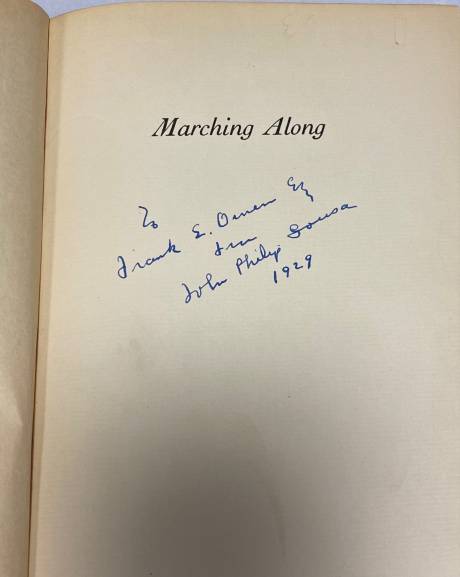 Marching Along
To
Frank E. Owen Esq
from
John Philip Sousa
1929